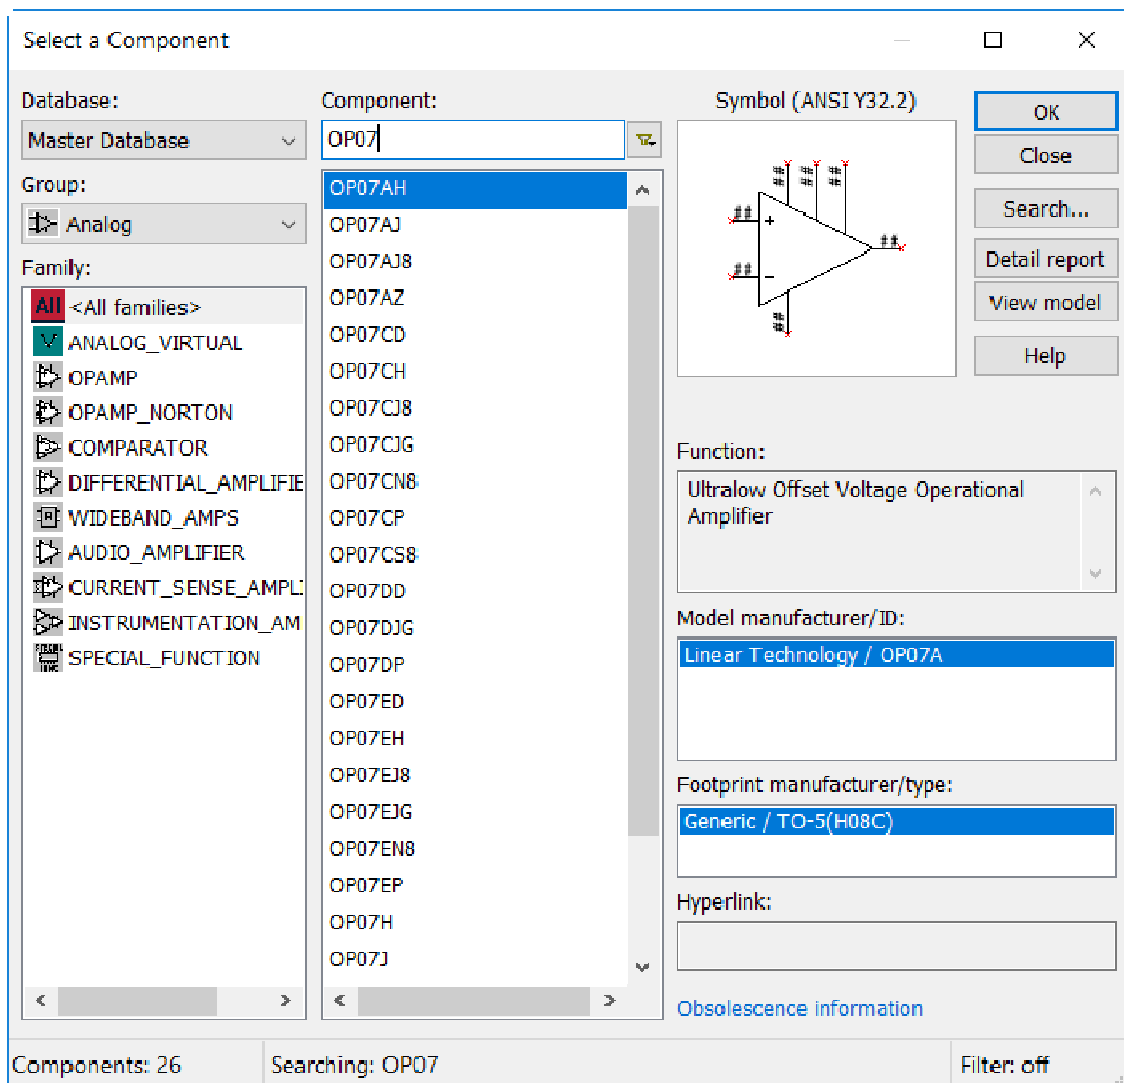 Select a Component
Database:
Master Database
Group:
Analog
Family:
All <All families>
ANALOG_VIRTUAL
OPAMP
OPAMP_NORTON
COMPARATOR
DIFFERENTIAL_AMPLIFIE
WIDEBAND_AMPS
AUDIO_AMPLIFIER
CURRENT_SENSE_AMPLI
INSTRUMENTATION_AM
SPECIAL_FUNCTION
Component:
OP07
OP07AH
OP07AJ
OP07AJ8
OP07AZ
OP07CD
OP07CH
OP07CJ8
OP07CJG
OP07CN8
OP07CP
OP07CS8
OP07DD
OP07DJG
OP07DP
OP07ED
OP07EH
OP07EJ8
OP07EJG
OP07EN8
OP07EP
OP07H
OP07J
Symbol (ANSI Y32.2)
## ## ##
##
##
##
##
Function:
Ultralow Offset Voltage Operational
Amplifier
Model manufacturer/ID:
Linear Technology / OP07A
Footprint manufacturer/type:
Generic / TO-5(H08C)
Hyperlink:
Obsolescence information
OK
Close
Search...
Detail report
View model
Help
Components: 26
Searching: OP07
Filter: off